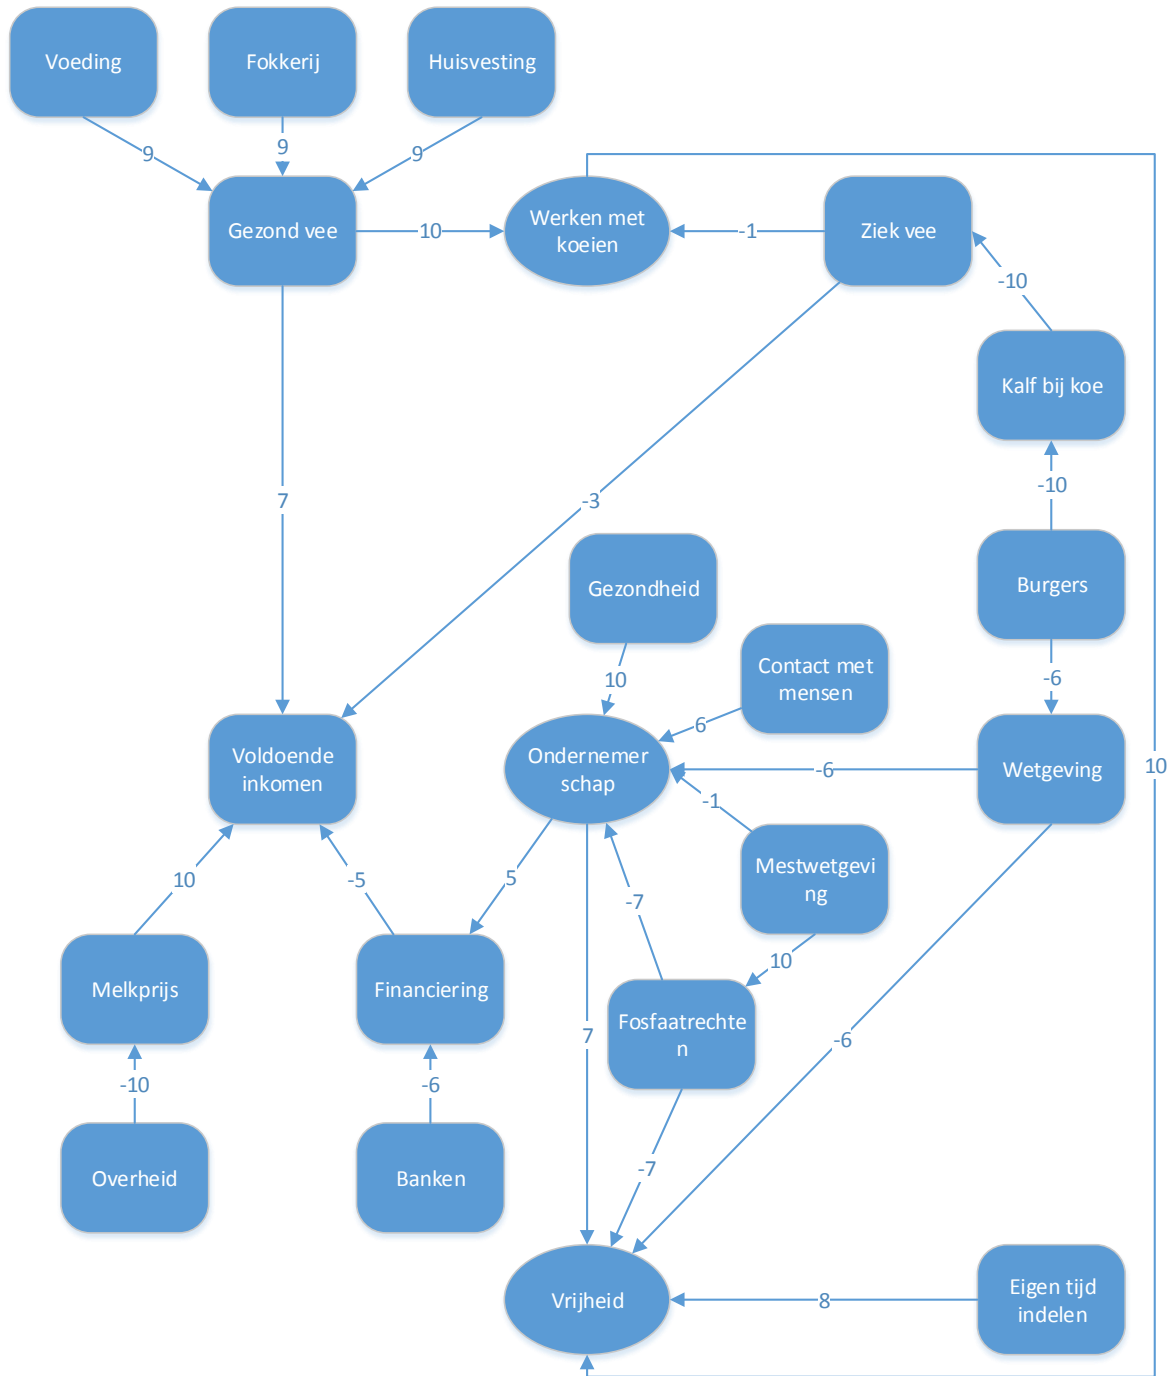 Voeding
Fokkerij
Huisvesting
9
9
9
Gezond vee
10
Werken met
koeien
-1
Ziek vee
-10
Kalf bij koe
7
-3
-10
Gezondheid
Burgers
10
Contact met
mensen
-6
6
Voldoende
inkomen
Ondernemer
schap
-6
Wetgeving
10
-1
10
-5
5
-7
Mestwetgevi
ng
10
Melkprijs
Financiering
Fosfaatrechte
n
7
-6
-10
-6
-7
Overheid
Banken
Vrijheid
8
Eigen tijd
indelen